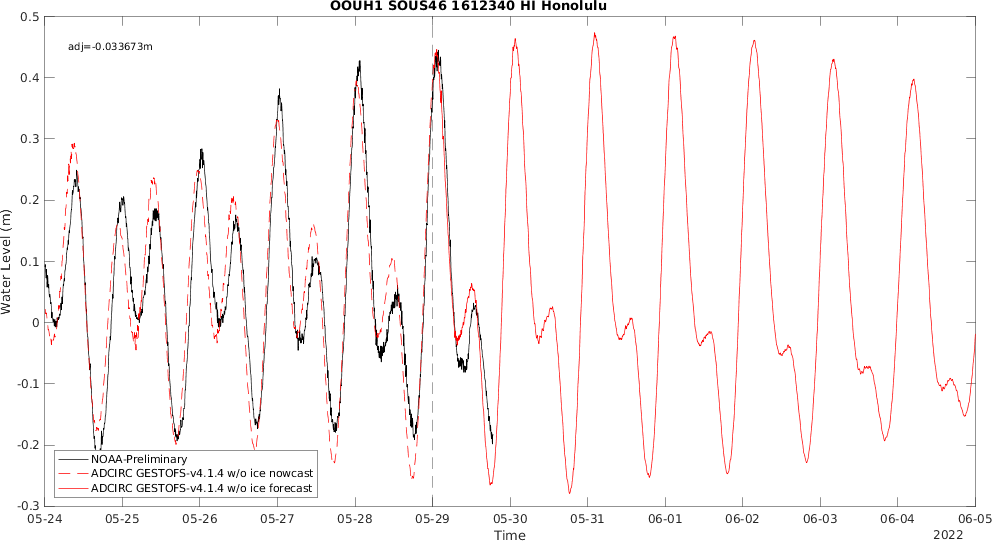 OOUH1 SOUS46 1612340 HI Honolulu
adj=-0.033673m
0.5
0.4
0.3
0.2
0.1
0
-0.1
-0.2
-0.3
Water Level (m)
NOAA-Preliminary
ADCIRC GESTOFS-v4.1.4 w/o ice nowcast
ADCIRC GESTOFS-v4.1.4 w/o ice forecast
05-24 05-25 05-26 05-27 05-28 05-29 05-30 05-31 06-01 06-02 06-03 06-04 06-05
Time
2022